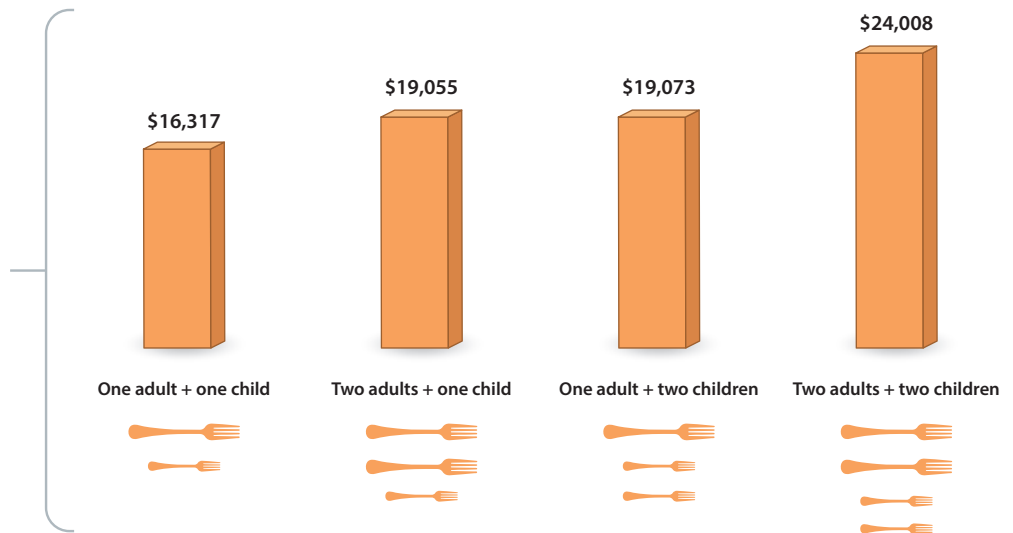 $24,008
$19,055
$19,073
$16,317
One adult + one child
Two adults + one child
One adult + two children
Two adults + two children